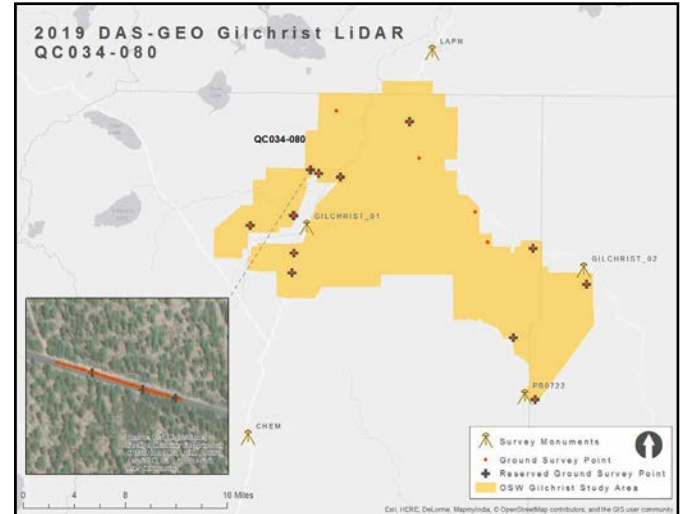 2019 DAS-GEO Gilchrist LiDAR
QC034-080
LAPN
QC034-080
GILCHRIST_01
GILCHRIST_02
PB0722
CHEM
Survey Monuments
Ground Survey Point
Reserved Ground Survey Point
OSW Gilchrist Study Area
0 4 8 16 Miles
Esri, HERE, DeLorme, MapmyIndia, © OpenStreetMap contributors, and the GIS user community